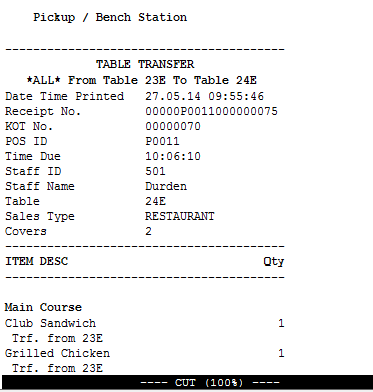 Pickup / Bench Station
----------------------------------------
TABLE TRANSFER
*ALL* From Table 23E To Table 24E
Date Time Printed 27.05.14 09:55:46
Receipt No. 00000P0011000000075
KOT No. 00000070
POS ID P0011
Time Due 10:06:10
Staff ID 501
Staff Name Durden
Table 24E
Sales Type RESTAURANT
Covers 2
----------------------------------------
ITEM DESC Qty
----------------------------------------
Main Course
Club Sandwich 1
Trf. from 23E
Grilled Chicken 1
Trf. from 23E
---- CUT (100%) ----